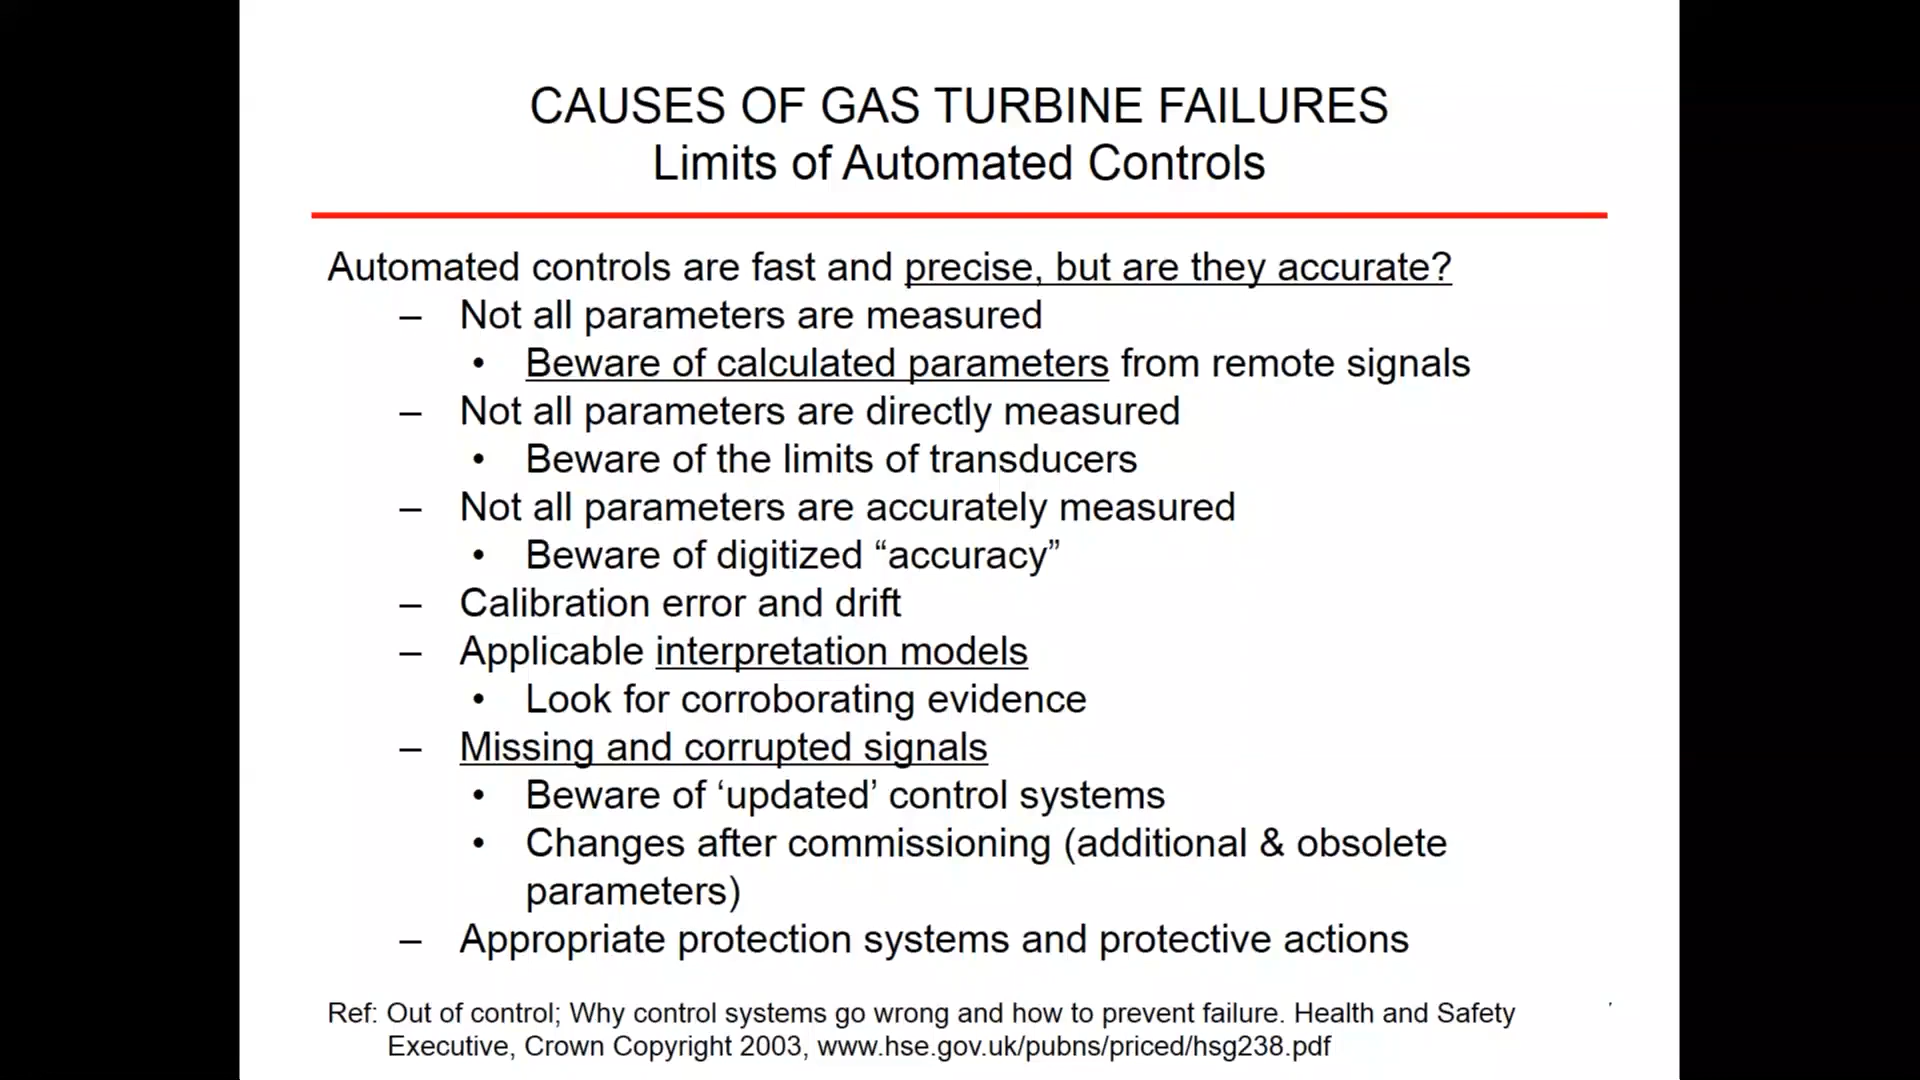 CAUSES OF GAS TURBINE FAILURES
Limits of Automated Controls
Automated controls are fast and precise, but are they accurate?
– Not all parameters are measured
• Beware of calculated parameters from remote signals
– Not all parameters are directly measured
• Beware of the limits of transducers
– Not all parameters are accurately measured
• Beware of digitized “accuracy”
– Calibration error and drift
– Applicable interpretation models
• Look for corroborating evidence
– Missing and corrupted signals
• Beware of ‘updated’ control systems
• Changes after commissioning (additional & obsolete
parameters)
– Appropriate protection systems and protective actions
Ref: Out of control; Why control systems go wrong and how to prevent failure. Health and Safety
Executive, Crown Copyright 2003, www.hse.gov.uk/pubns/priced/hsg238.pdf